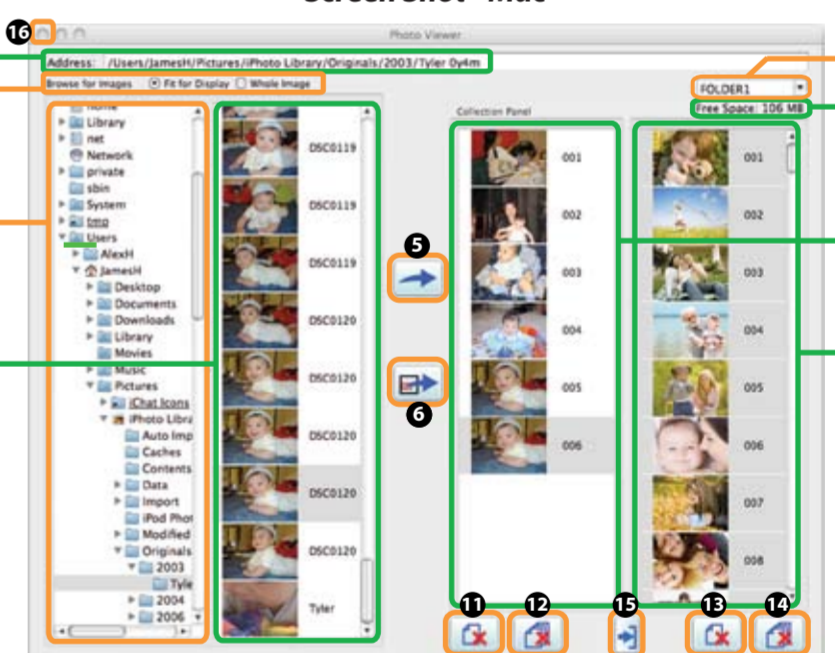 Screen Shot - Mac
16
Photo Viewer
Address: /Users/JamesH/Pictures/iPhoto Library/Originals/2003/Tyler 0y4m
Browse for Images Fit for Display Whole Image
FOLDER1
Free Space: 106 MB
Collection Panel
home
Library
net
Network
private
sbin
System
tmp
Users
AlexH
JamesH
Desktop
Documents
Downloads
Library
Movies
Music
Pictures
iChat Icons
iPhoto Libra
Auto Imp
Caches
Contents
Data
Import
iPod Phot
Modified
Originals
2003
Tyle
2004
2006
DSC0119
DSC0119
DSC0119
DSC0120
DSC0120
DSC0120
DSC0120
DSC0120
Tyler
5
6
001
002
003
004
005
006
001
002
003
004
005
006
007
008
11
12
15
13
14